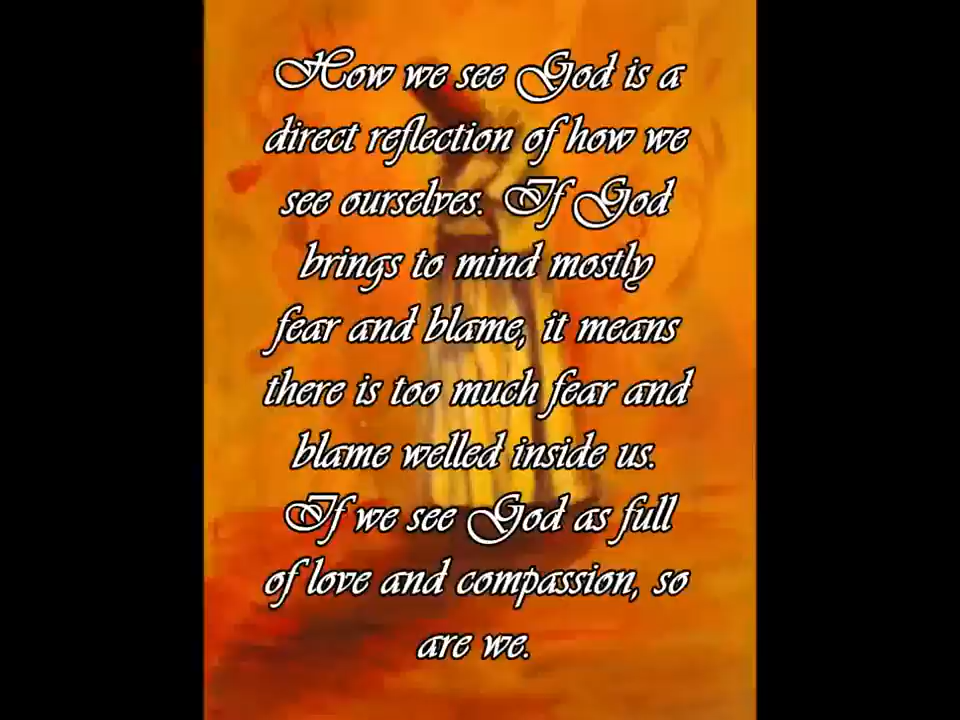 How we see God is a
direct reflection of how we
see ourselves. If God
brings to mind mostly
fear and blame, it means
there is too much fear and
blame welled inside us.
If we see God as full
of love and compassion, so
are we.